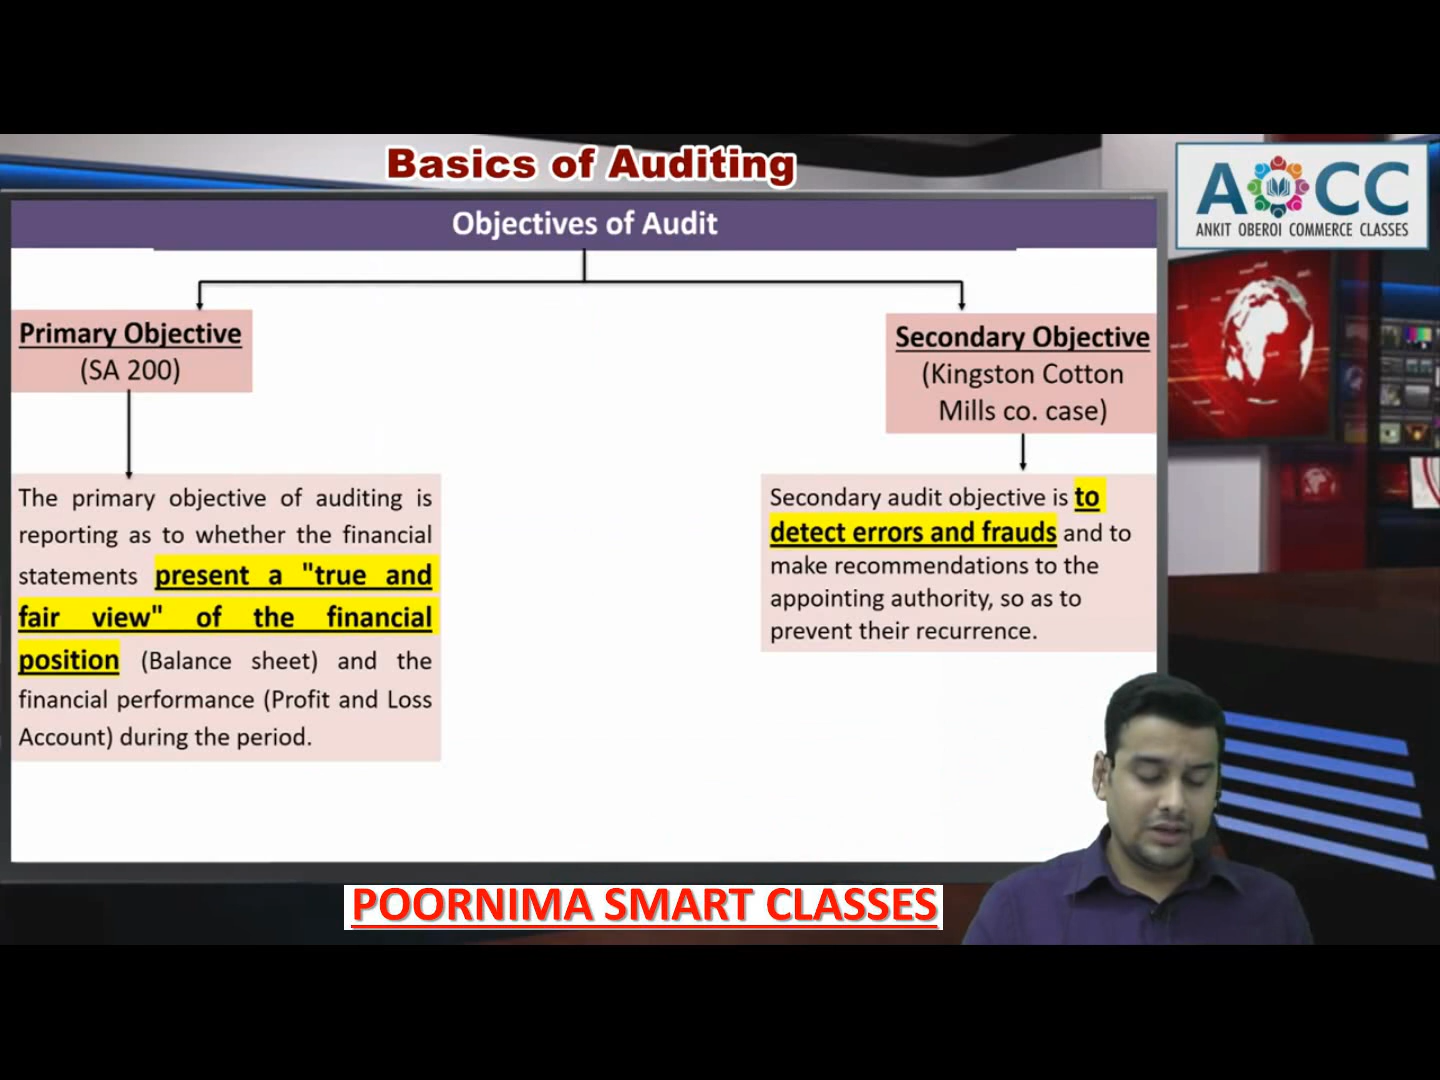 Basics of Auditing
AOCC
ANKIT OBEROI COMMERCE CLASSES
Objectives of Audit
Primary Objective
(SA 200)
The primary objective of auditing is
reporting as to whether the financial
statements present a "true and
fair view" of the financial
position (Balance sheet) and the
financial performance (Profit and Loss
Account) during the period.
Secondary Objective
(Kingston Cotton
Mills co. case)
Secondary audit objective is to
detect errors and frauds and to
make recommendations to the
appointing authority, so as to
prevent their recurrence.
POORNIMA SMART CLASSES